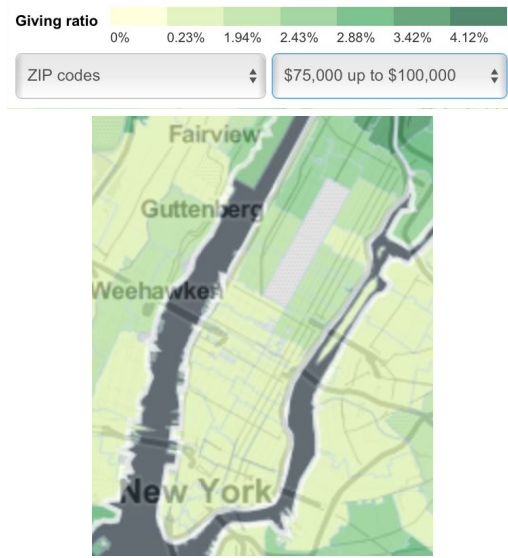 Giving ratio
0% 0.23% 1.94% 2.43% 2.88% 3.42% 4.12%
ZIP codes $75,000 up to $100,000
Fairview
Guttenberg
Weehawken
New York